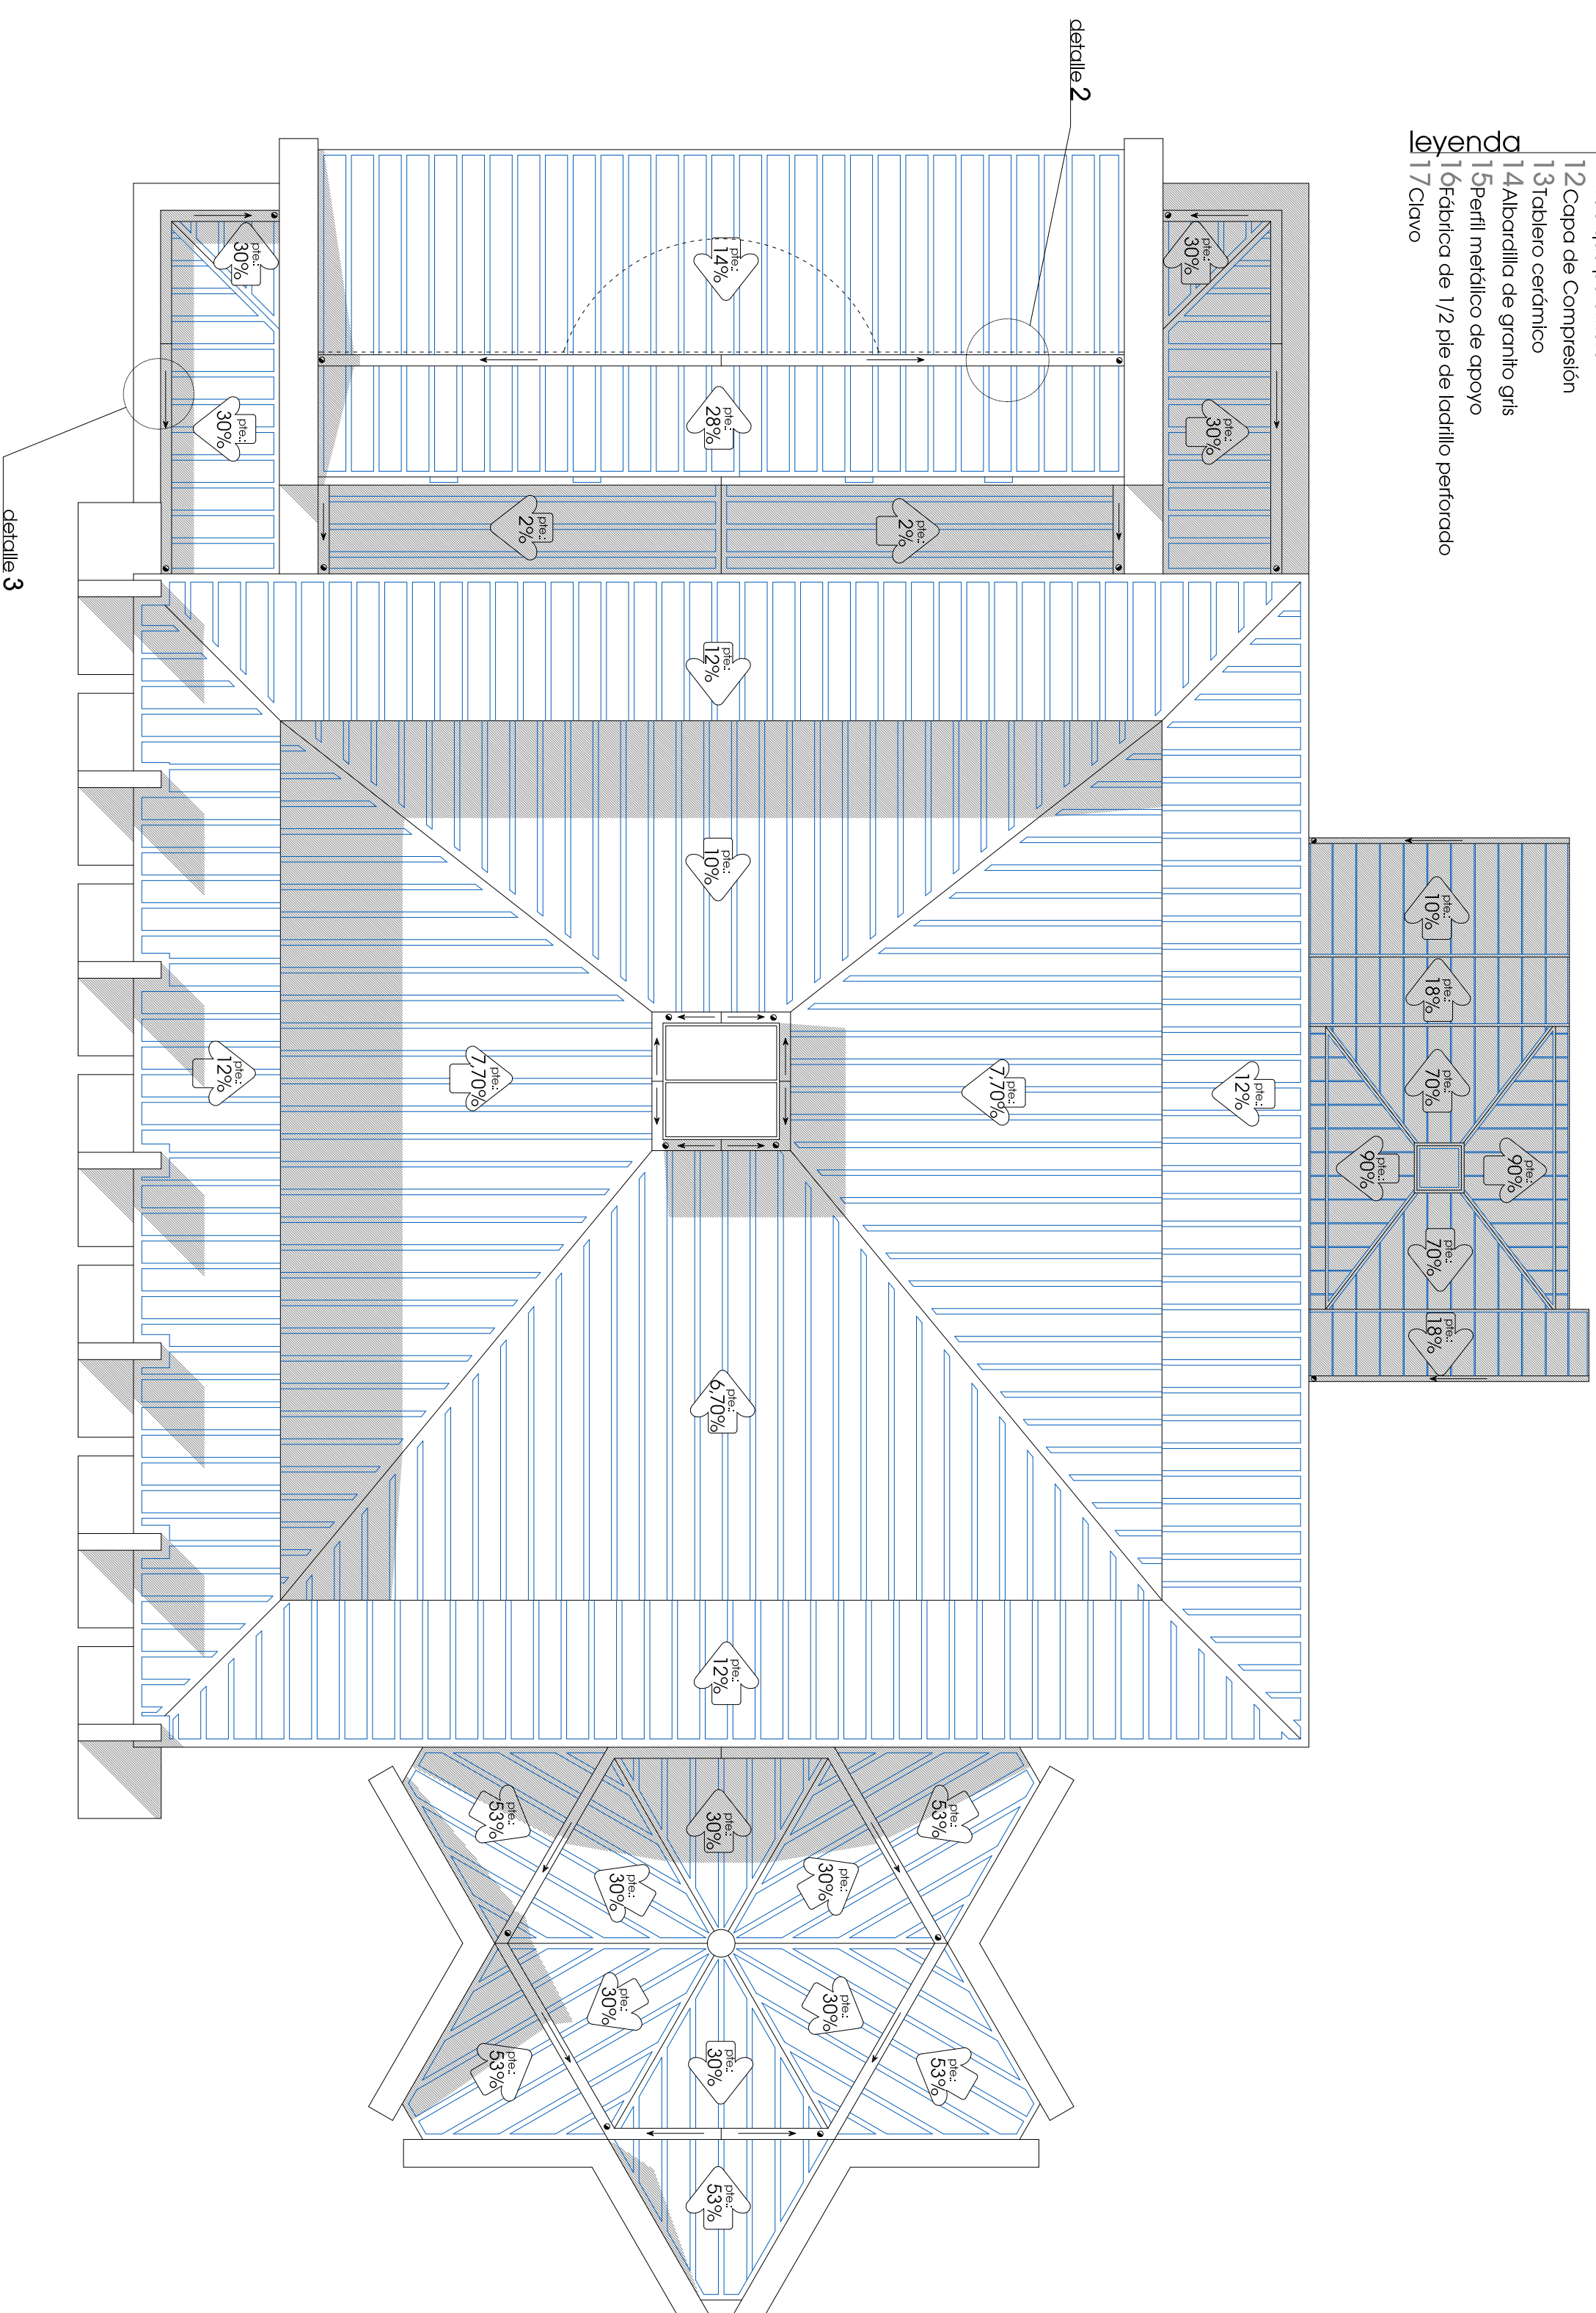 leyenda
12 Capa de Compresión
13 Tablero cerámico
14 Albardilla de granito gris
15 Perfil metálico de apoyo
16 Fábrica de 1/2 pie de ladrillo perforado
17 Clavo
detalle 2
detalle 3
pte.:
30%
pte.:
14%
pte.:
30%
pte.:
30%
pte.:
28%
pte.:
30%
pte.:
2%
pte.:
2%
pte.:
12%
pte.:
10%
pte.:
10%
pte.:
18%
pte.:
12%
pte.:
7,70%
pte.:
7,70%
pte.:
12%
pte.:
70%
pte.:
90%
pte.:
90%
pte.:
70%
pte.:
18%
pte.:
6,70%
pte.:
12%
pte.:
53%
pte.:
30%
pte.:
53%
pte.:
30%
pte.:
30%
pte.:
30%
pte.:
30%
pte.:
53%
pte.:
30%
pte.:
53%
pte.:
53%